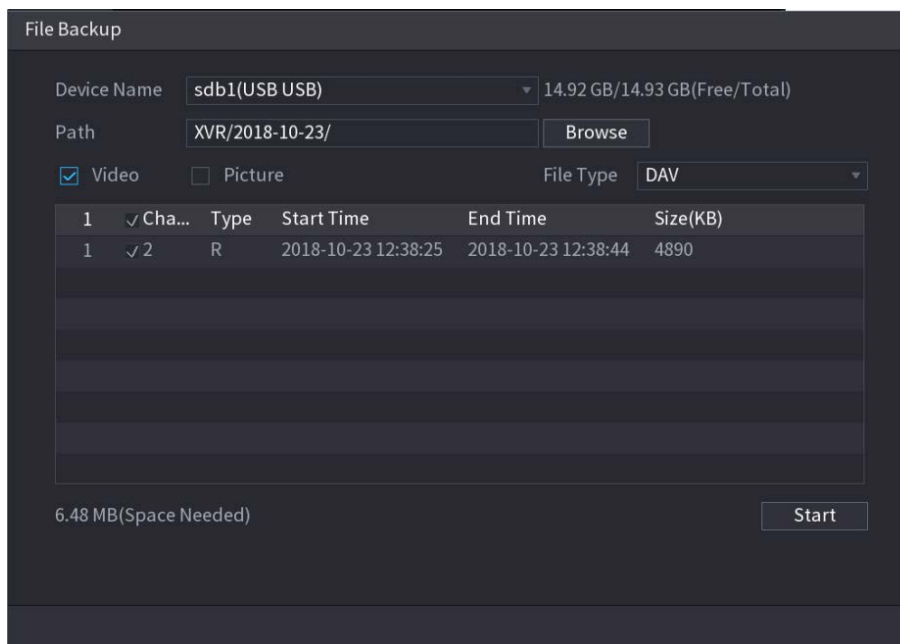 File Backup
Device Name sdb1(USB USB) 14.92 GB/14.93 GB(Free/Total)
Path XVR/2018-10-23/ Browse
Video Picture File Type DAV
1 Cha... Type Start Time End Time Size(KB)
1 2 R 2018-10-23 12:38:25 2018-10-23 12:38:44 4890
6.48 MB(Space Needed) Start